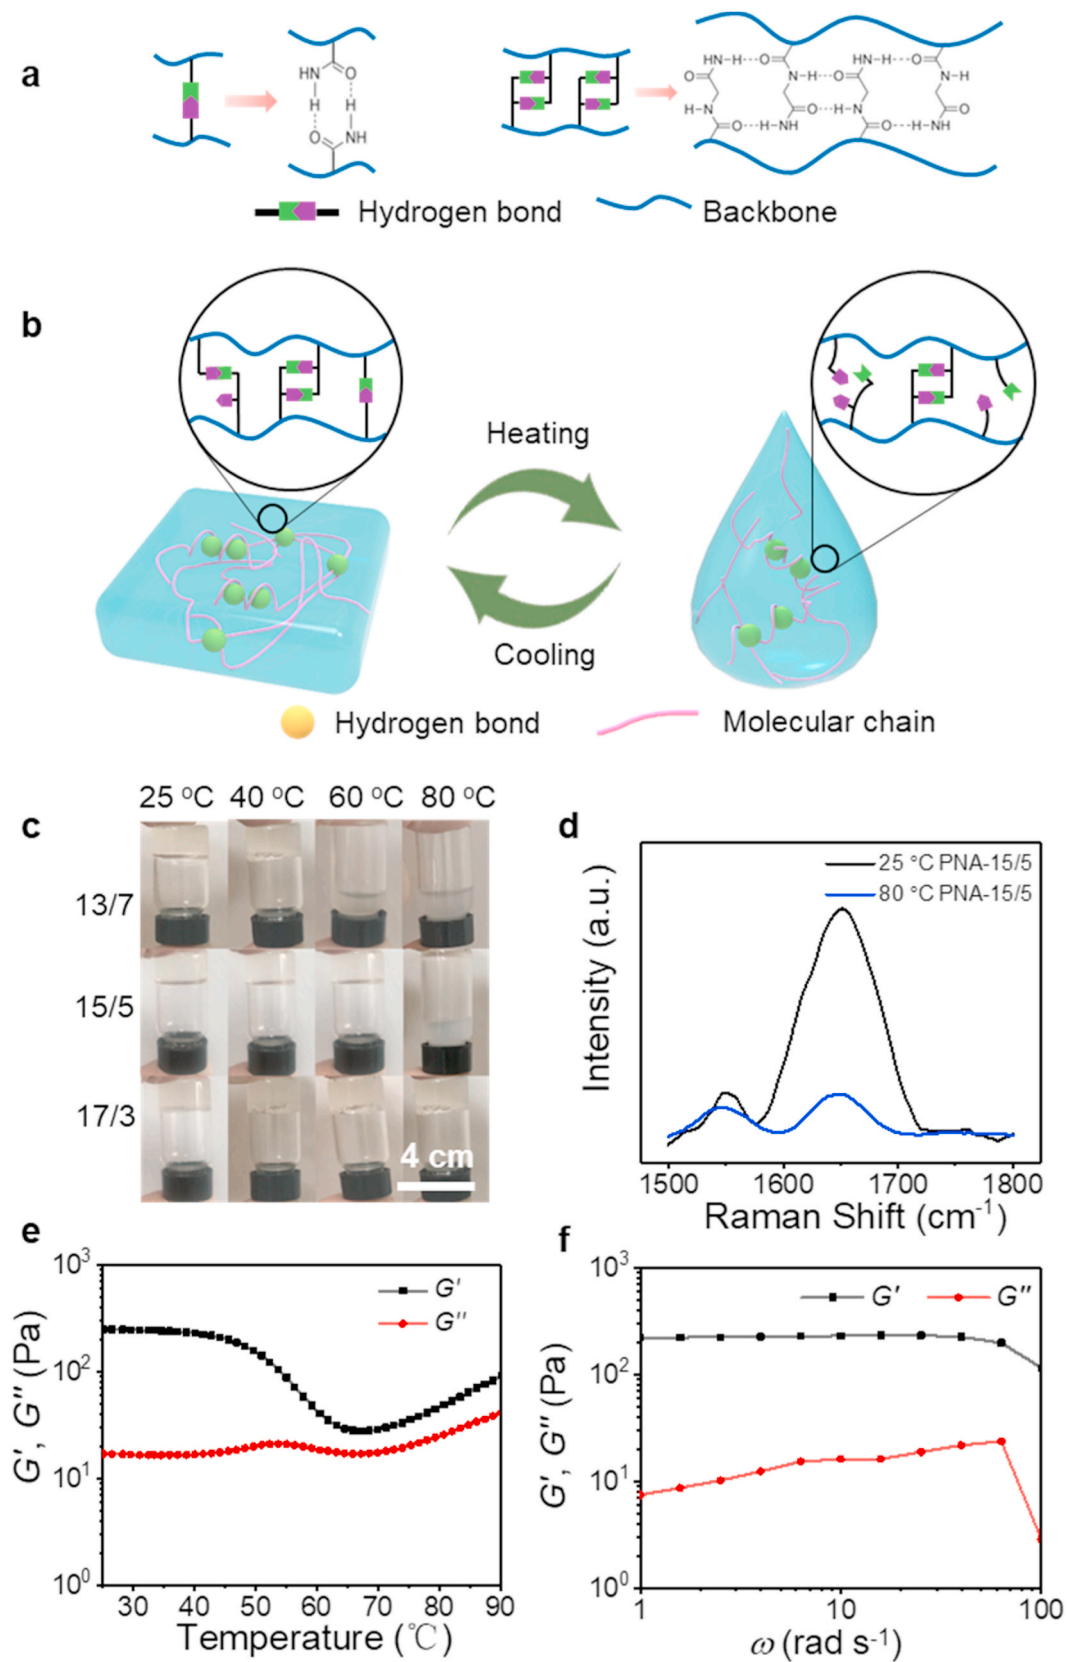 a
HN
O
H
H
O
NH
HN-H
O
HN-H
O
O
N-H
O
N-H
H-N
O
H-N
O
O
H-NH
O
H-NH
Hydrogen bond
Backbone
b
Heating
Cooling
Hydrogen bond
Molecular chain
c
25 °C 40 °C 60 °C 80 °C
13/7
15/5
17/3
4 cm
d
25 °C PNA-15/5
80 °C PNA-15/5
Intensity (a.u.)
1500 1600 1700 1800
Raman Shift (cm-1)
e
G'
G''
G', G'' (Pa)
10³
10²
10¹
10⁰
30 40 50 60 70 80 90
Temperature (℃)
f
G' G''
G', G'' (Pa)
10³
10²
10¹
10⁰
1 10 100
ω (rad s-1)